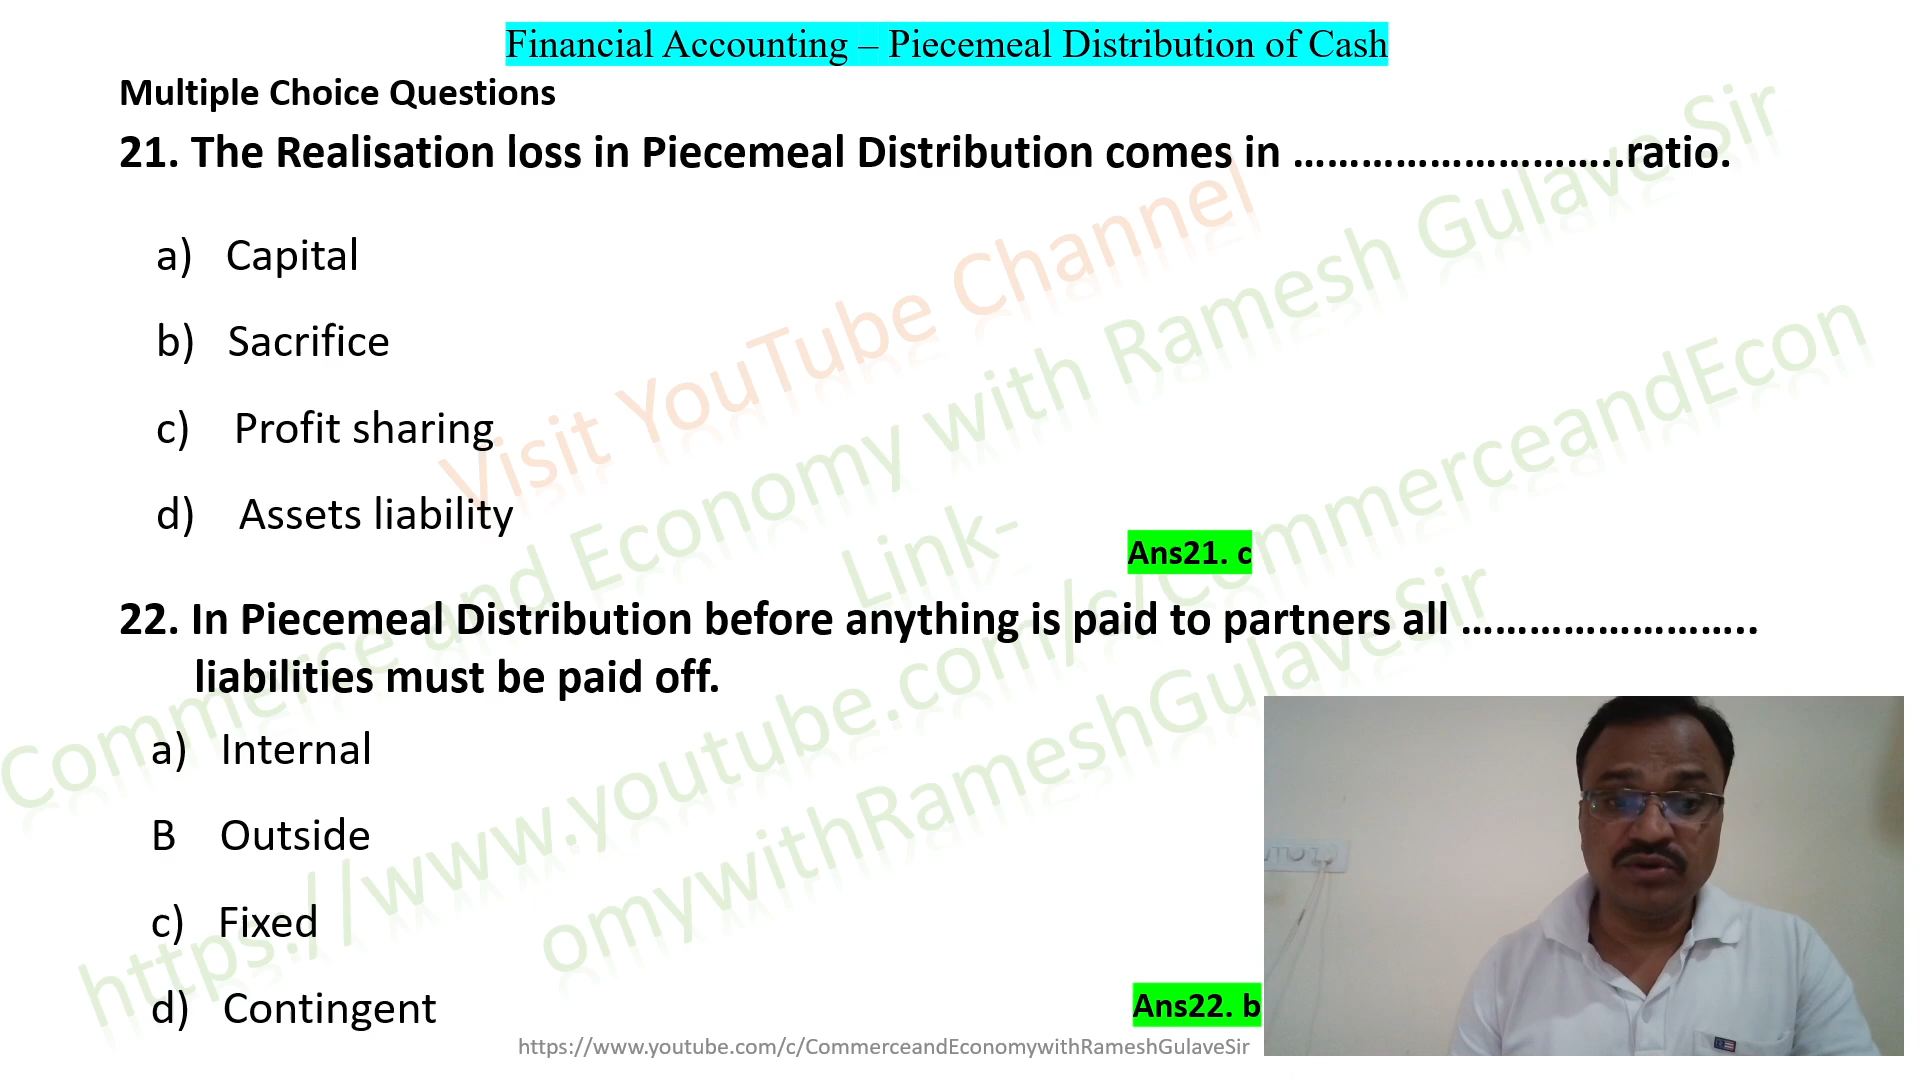 Financial Accounting – Piecemeal Distribution of Cash
Multiple Choice Questions
21. The Realisation loss in Piecemeal Distribution comes in ………………………..ratio.
a) Capital
b) Sacrifice
c) Profit sharing
d) Assets liability
Ans21. c
22. In Piecemeal Distribution before anything is paid to partners all ……………………..
liabilities must be paid off.
a) Internal
B Outside
c) Fixed
d) Contingent
Ans22. b
https://www.youtube.com/c/CommerceandEconomywithRameshGulaveSir
Visit YouTube Channel
Commerce and Economy with Ramesh Gulave Sir
Link-
https://www.youtube.com/c/CommerceandEcon
omywithRameshGulaveSir